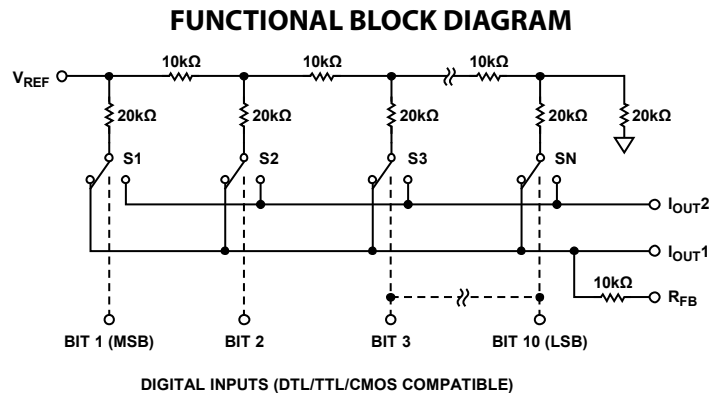 FUNCTIONAL BLOCK DIAGRAM
10kΩ 10kΩ 10kΩ
VREF
20kΩ 20kΩ 20kΩ 20kΩ 20kΩ
S1 S2 S3 SN
IOUT2
IOUT1
10kΩ
RFB
BIT 1 (MSB) BIT 2 BIT 3 BIT 10 (LSB)
DIGITAL INPUTS (DTL/TTL/CMOS COMPATIBLE)